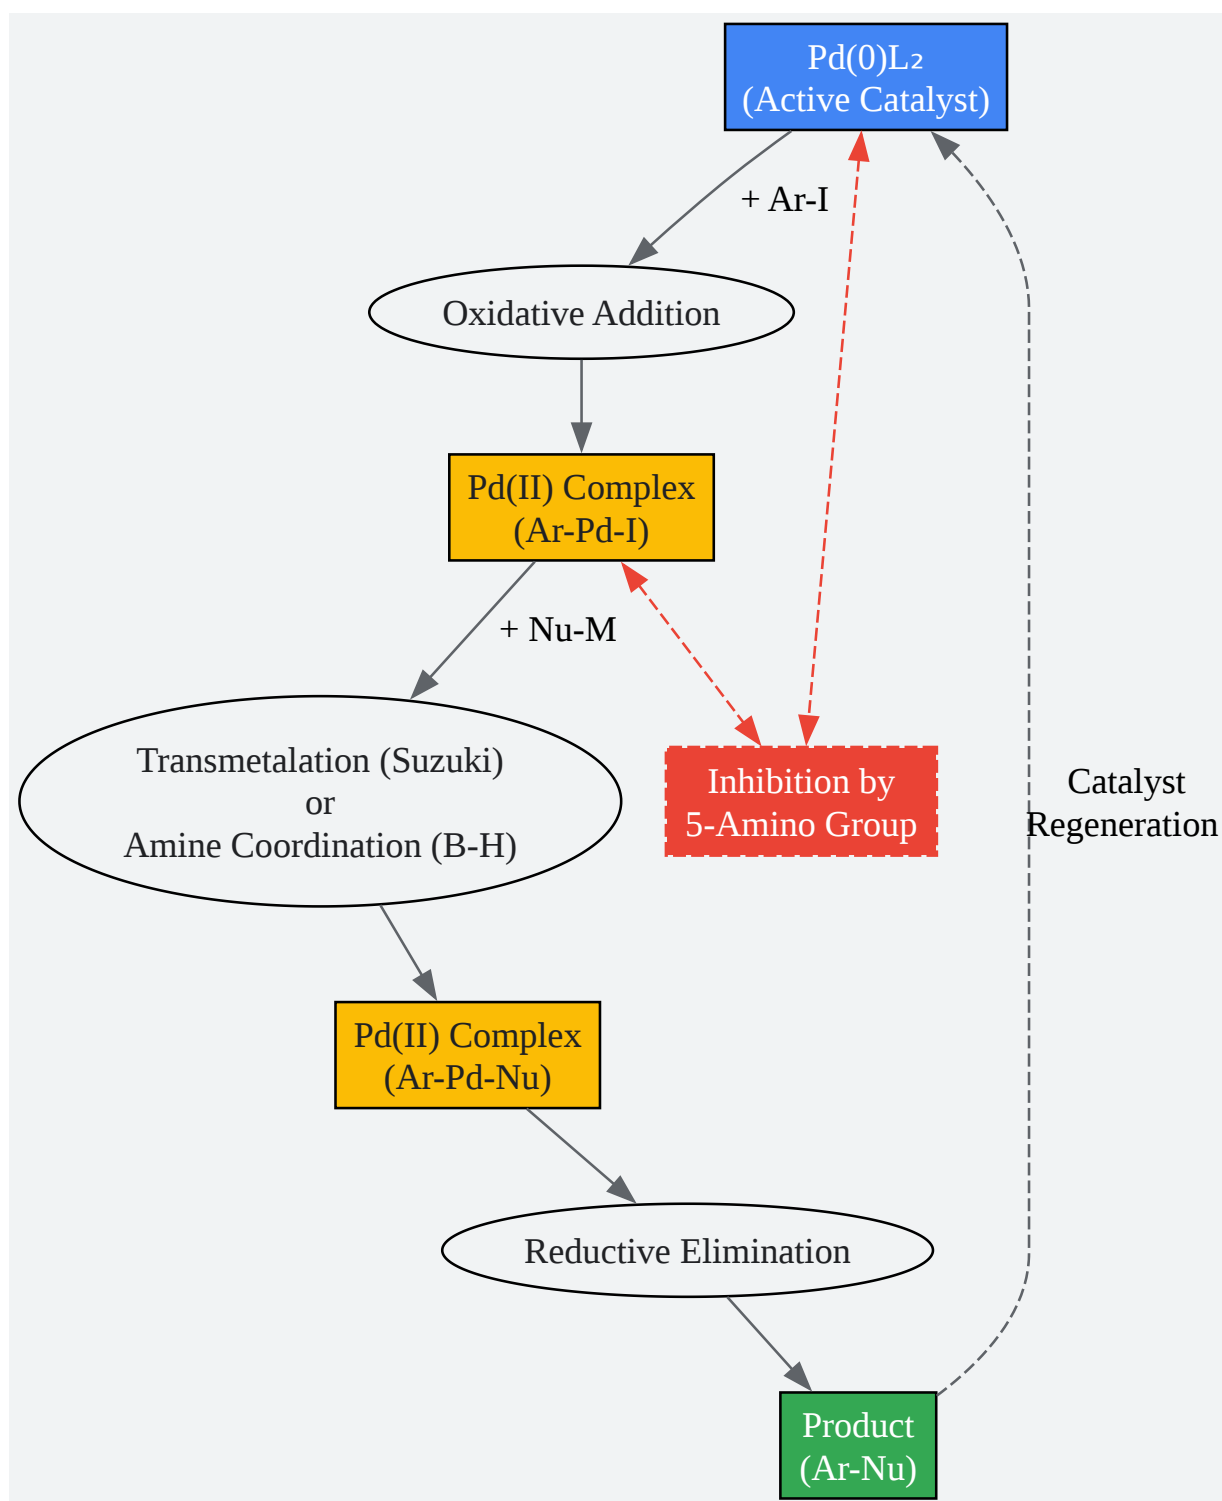 Pd(0)L₂
(Active Catalyst)
+ Ar-I
Oxidative Addition
Pd(II) Complex
(Ar-Pd-I)
+ Nu-M
Transmetalation (Suzuki)
or
Amine Coordination (B-H)
Inhibition by
5-Amino Group
Catalyst
Regeneration
Pd(II) Complex
(Ar-Pd-Nu)
Reductive Elimination
Product
(Ar-Nu)